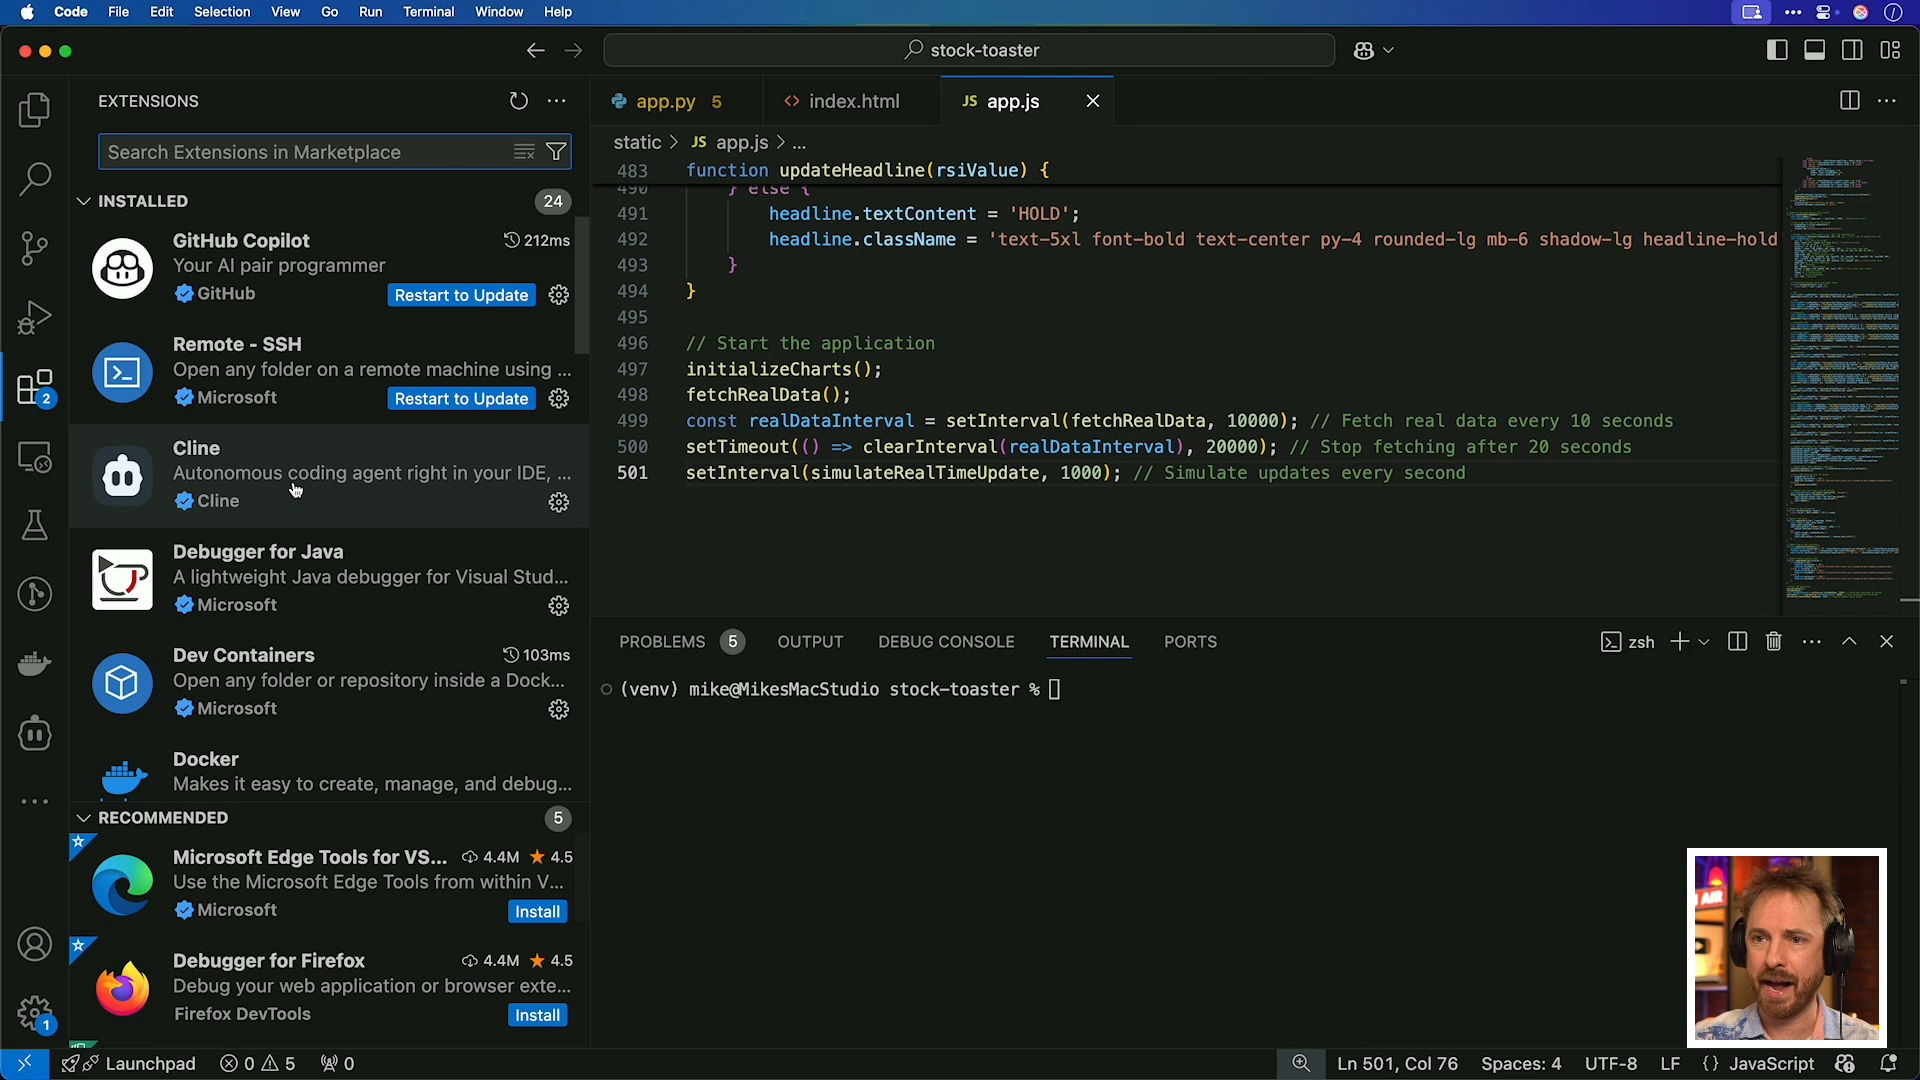 Code File Edit Selection View Go Run Terminal Window Help
stock-toaster
EXTENSIONS
Search Extensions in Marketplace
INSTALLED 24
GitHub Copilot 212ms
Your AI pair programmer
GitHub Restart to Update
Remote - SSH
Open any folder on a remote machine using ...
Microsoft Restart to Update
Cline
Autonomous coding agent right in your IDE, ...
Cline
Debugger for Java
A lightweight Java debugger for Visual Stud...
Microsoft
Dev Containers 103ms
Open any folder or repository inside a Dock...
Microsoft
Docker
Makes it easy to create, manage, and debug...
RECOMMENDED 5
Microsoft Edge Tools for VS... 4.4M 4.5
Use the Microsoft Edge Tools from within V...
Microsoft Install
Debugger for Firefox 4.4M 4.5
Debug your web application or browser exte...
Firefox DevTools Install
2
1
app.py 5 index.html JS app.js
static > JS app.js > ...
483 function updateHeadline(rsiValue) {
490 } else {
491 headline.textContent = 'HOLD';
492 headline.className = 'text-5xl font-bold text-center py-4 rounded-lg mb-6 shadow-lg headline-hold'
493 }
494 }
495
496 // Start the application
497 initializeCharts();
498 fetchRealData();
499 const realDataInterval = setInterval(fetchRealData, 10000); // Fetch real data every 10 seconds
500 setTimeout(() => clearInterval(realDataInterval), 20000); // Stop fetching after 20 seconds
501 setInterval(simulateRealTimeUpdate, 1000); // Simulate updates every second
PROBLEMS 5 OUTPUT DEBUG CONSOLE TERMINAL PORTS zsh
(venv) mike@MikesMacStudio stock-toaster %
AIR
Launchpad 0 5 0 Ln 501, Col 76 Spaces: 4 UTF-8 LF {} JavaScript